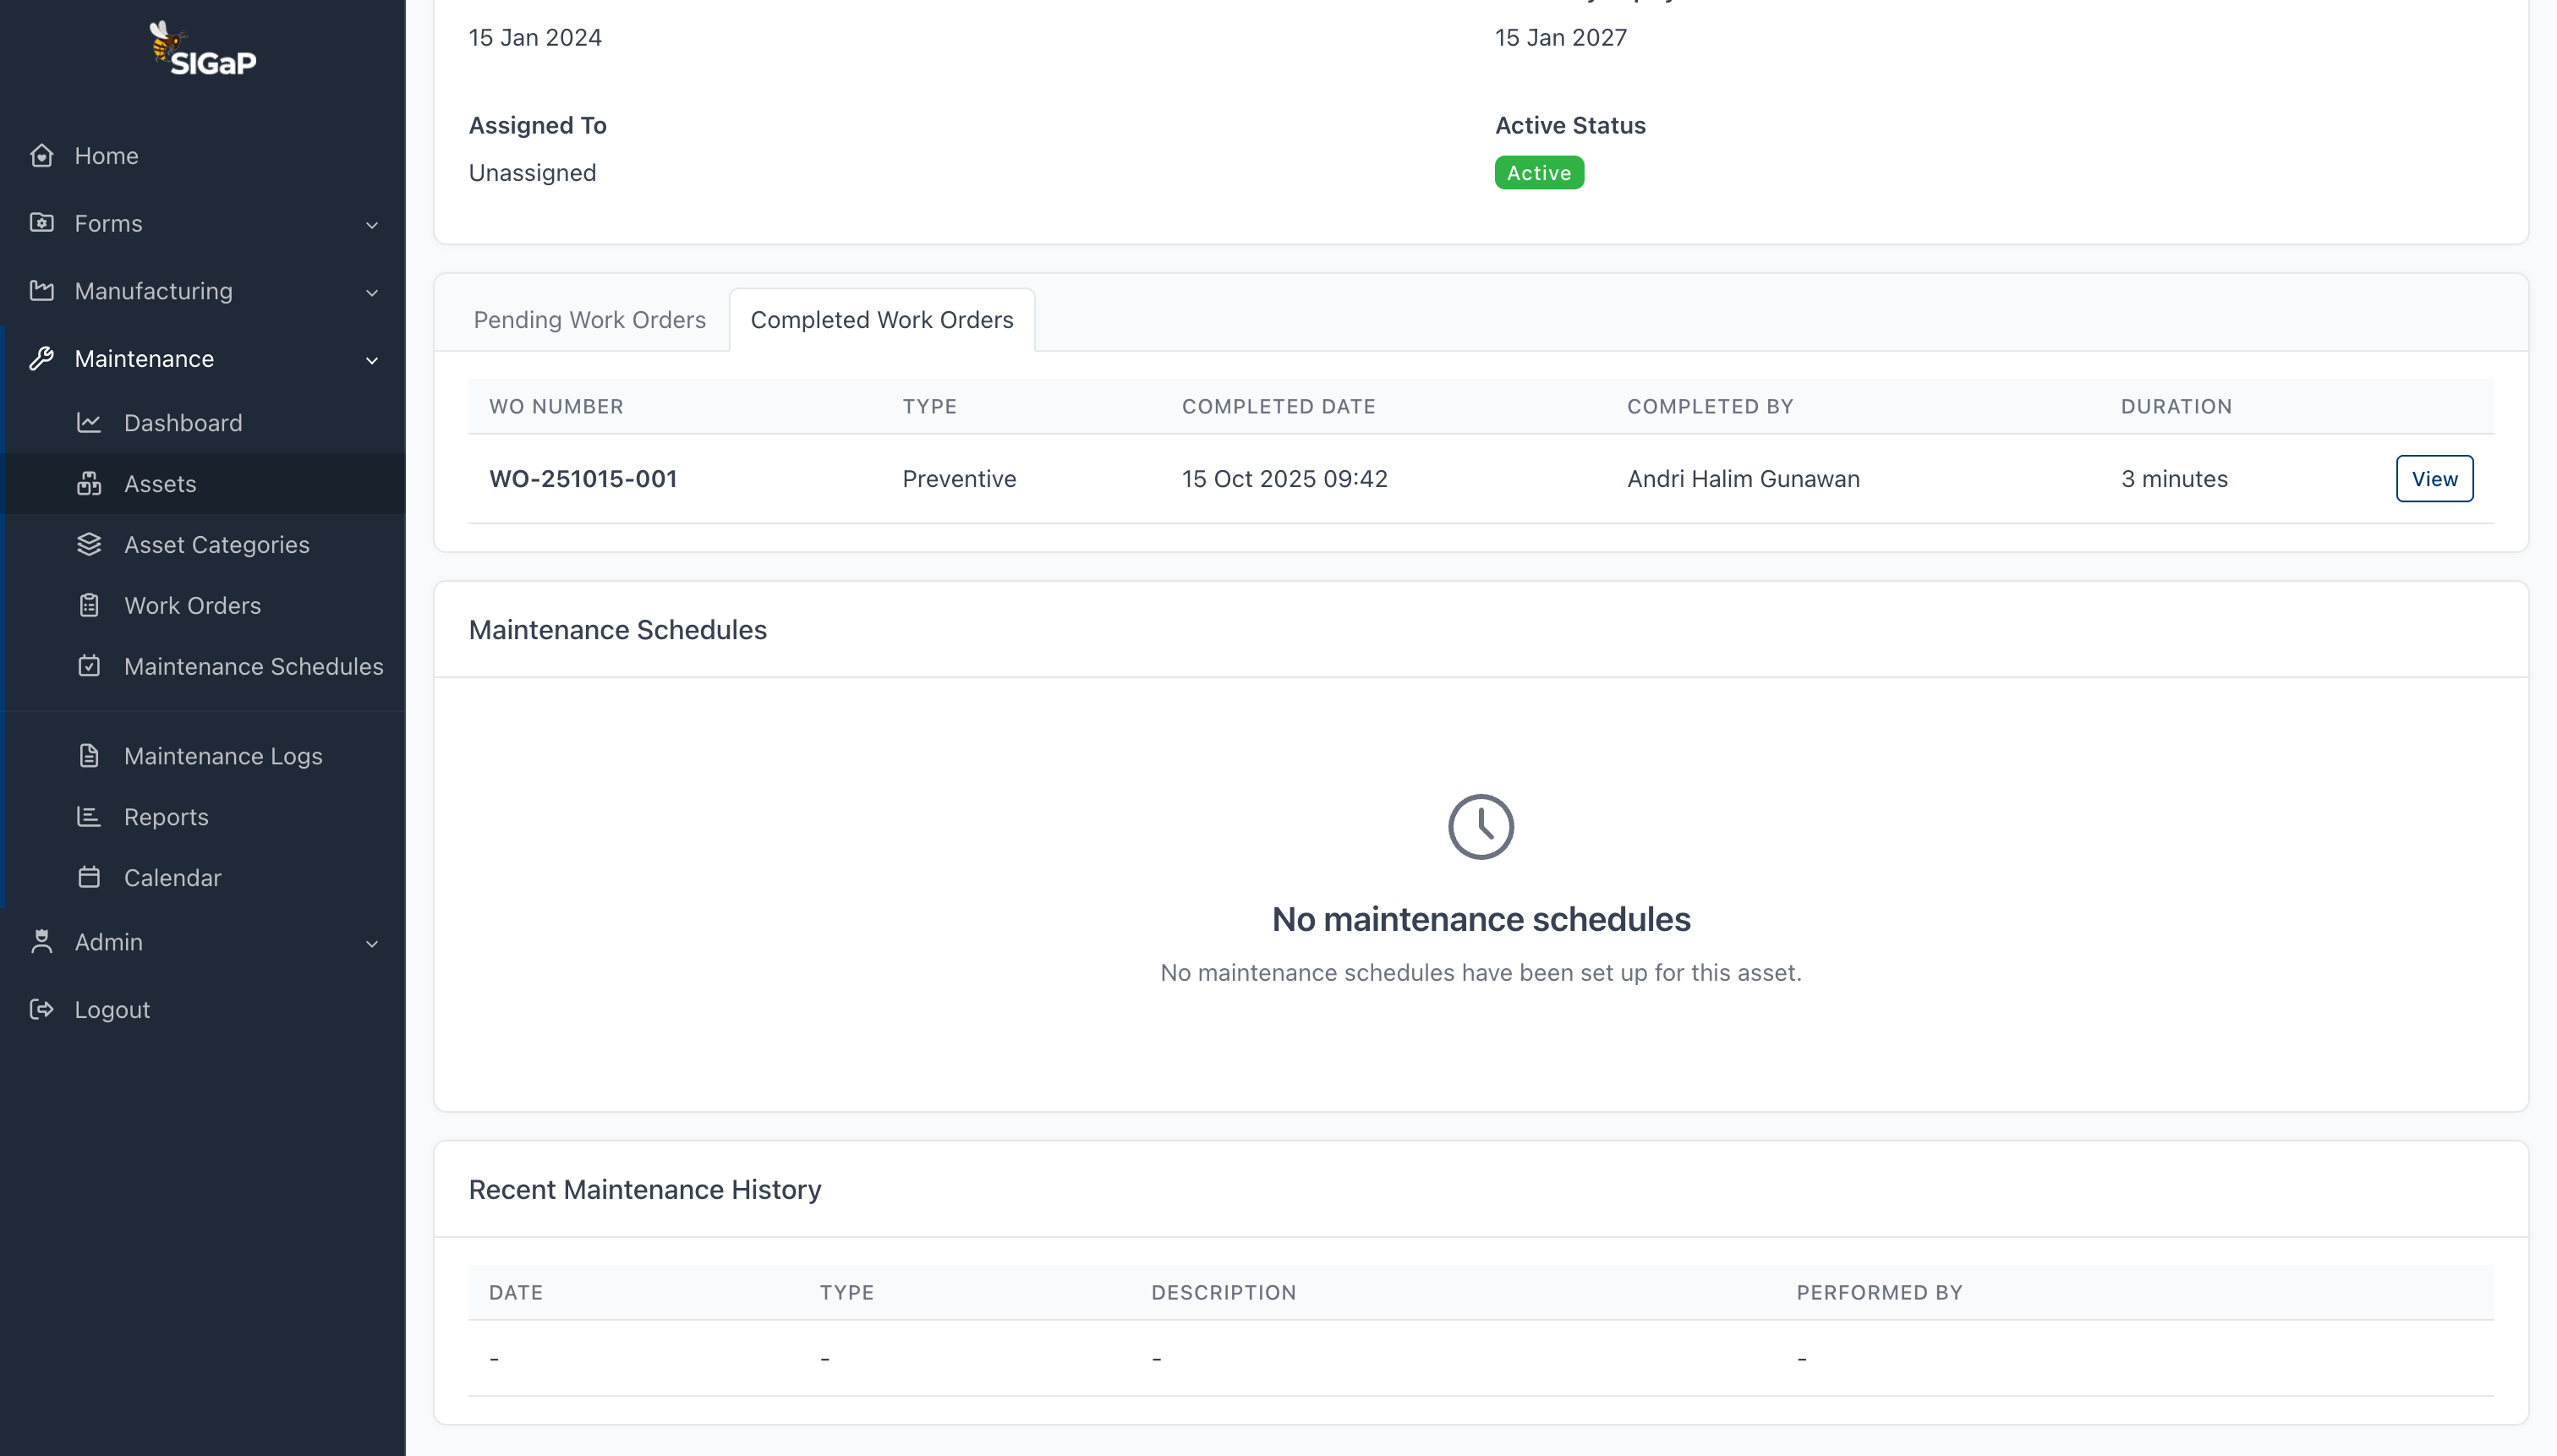 SIGaP
Home
Forms
Manufacturing
Maintenance
Dashboard
Assets
Asset Categories
Work Orders
Maintenance Schedules
Maintenance Logs
Reports
Calendar
Admin
Logout
15 Jan 2024
15 Jan 2027
Assigned To
Active Status
Unassigned
Active
Pending Work Orders
Completed Work Orders
WO NUMBER TYPE COMPLETED DATE COMPLETED BY DURATION
WO-251015-001 Preventive 15 Oct 2025 09:42 Andri Halim Gunawan 3 minutes View
Maintenance Schedules
No maintenance schedules
No maintenance schedules have been set up for this asset.
Recent Maintenance History
DATE TYPE DESCRIPTION PERFORMED BY
- - - -